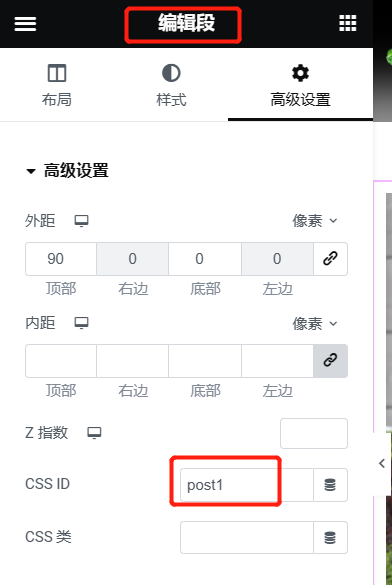 编辑段
布局 样式 高级设置
高级设置
外距 像素
90 0 0 0
顶部 右边 底部 左边
内距 像素
顶部 右边 底部 左边
Z 指数
CSS ID post1
CSS 类